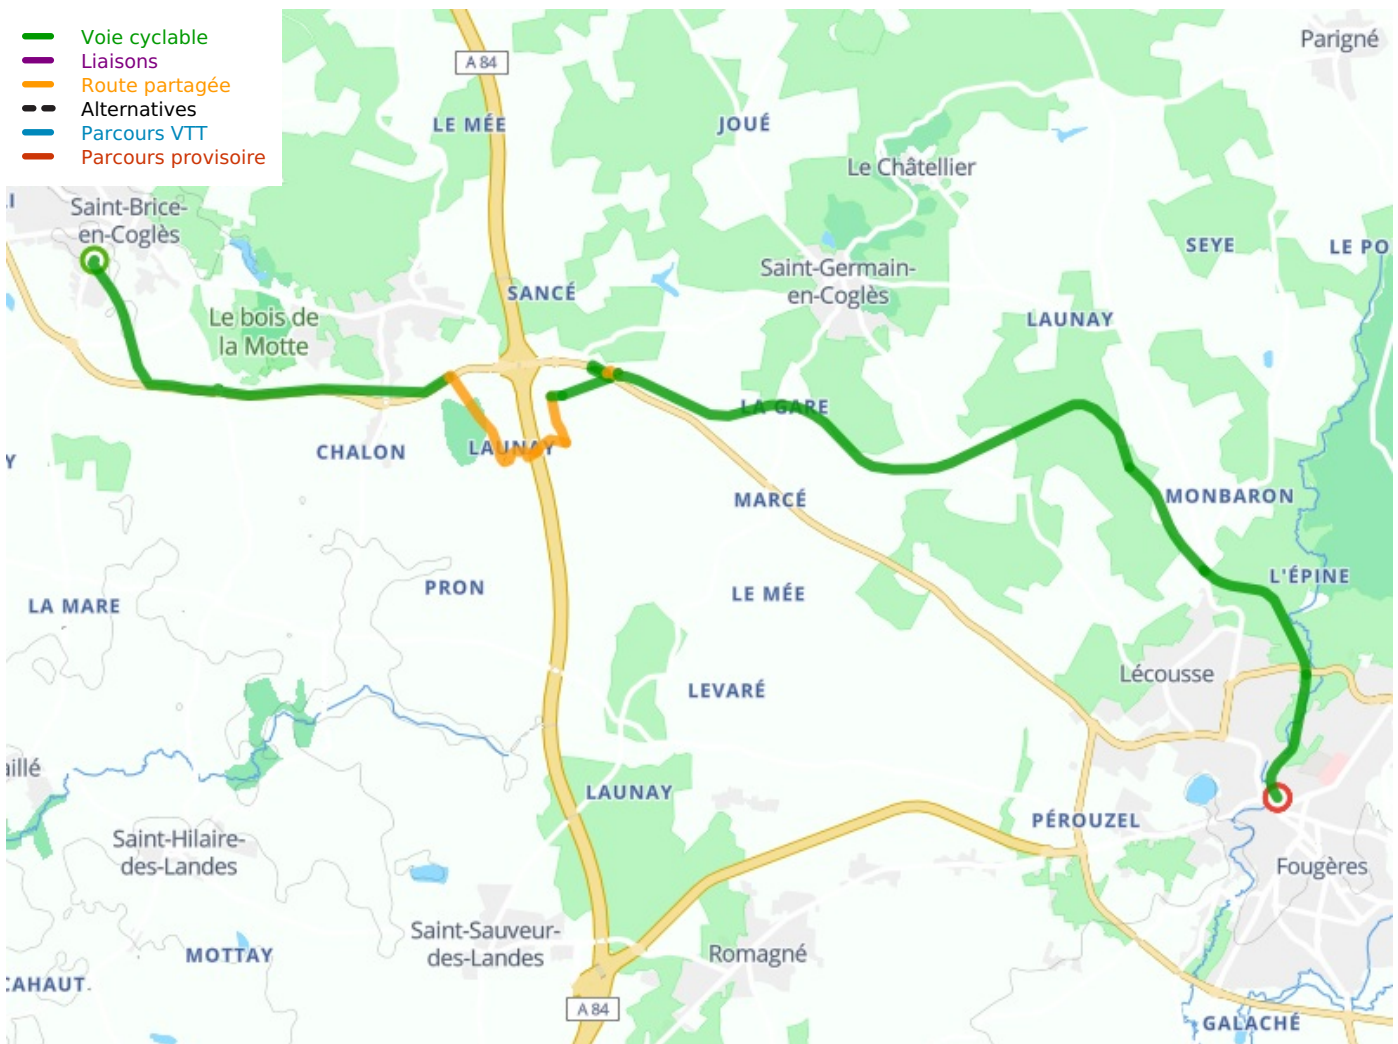 Voie cyclable
Liaisons
Route partagée
Alternatives
Parcours VTT
Parcours provisoire
Parigné
A 84
LE MÉE
JOUÉ
Le Châtellier
Saint-Brice-
en-Coglès
SEYE
LE PO
Saint-Germain-
en-Coglès
SANCÉ
Le bois de
la Motte
LAUNAY
LA GARE
CHALON
LAUNAY
Y
MARCÉ
MONBARON
L'ÉPINE
PRON
LE MÉE
LA MARE
Lécousse
LEVARÉ
aillé
LAUNAY
PÉROUZEL
Saint-Hilaire-
des-Landes
Fougères
Saint-Sauveur-
des-Landes
MOTTAY
Romagné
CAHAUT
A 84
GALACHÉ